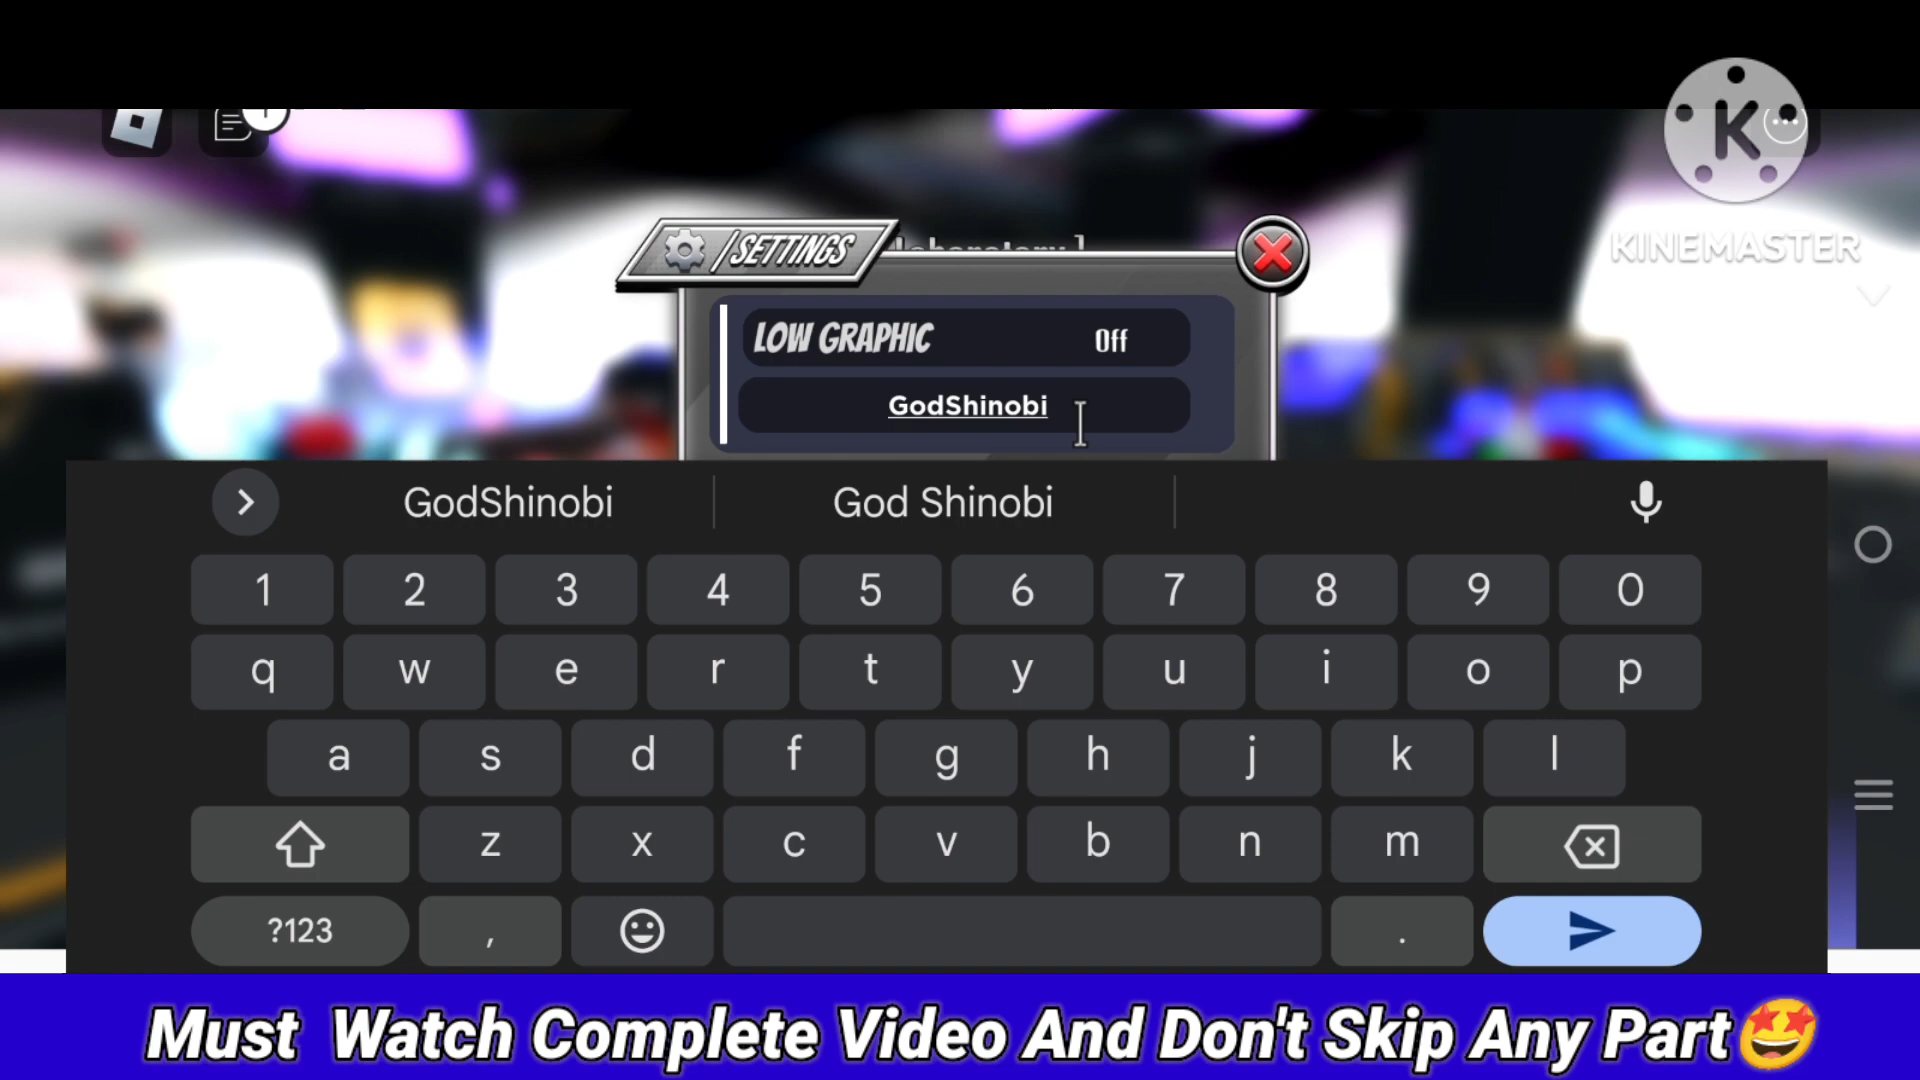 K
KINEMASTER
SETTINGS
laboratory ]
LOW GRAPHIC Off
GodShinobi
GodShinobi God Shinobi
1 2 3 4 5 6 7 8 9 0
q w e r t y u i o p
a s d f g h j k l
z x c v b n m
?123 , .
Must Watch Complete Video And Don't Skip Any Part🤩